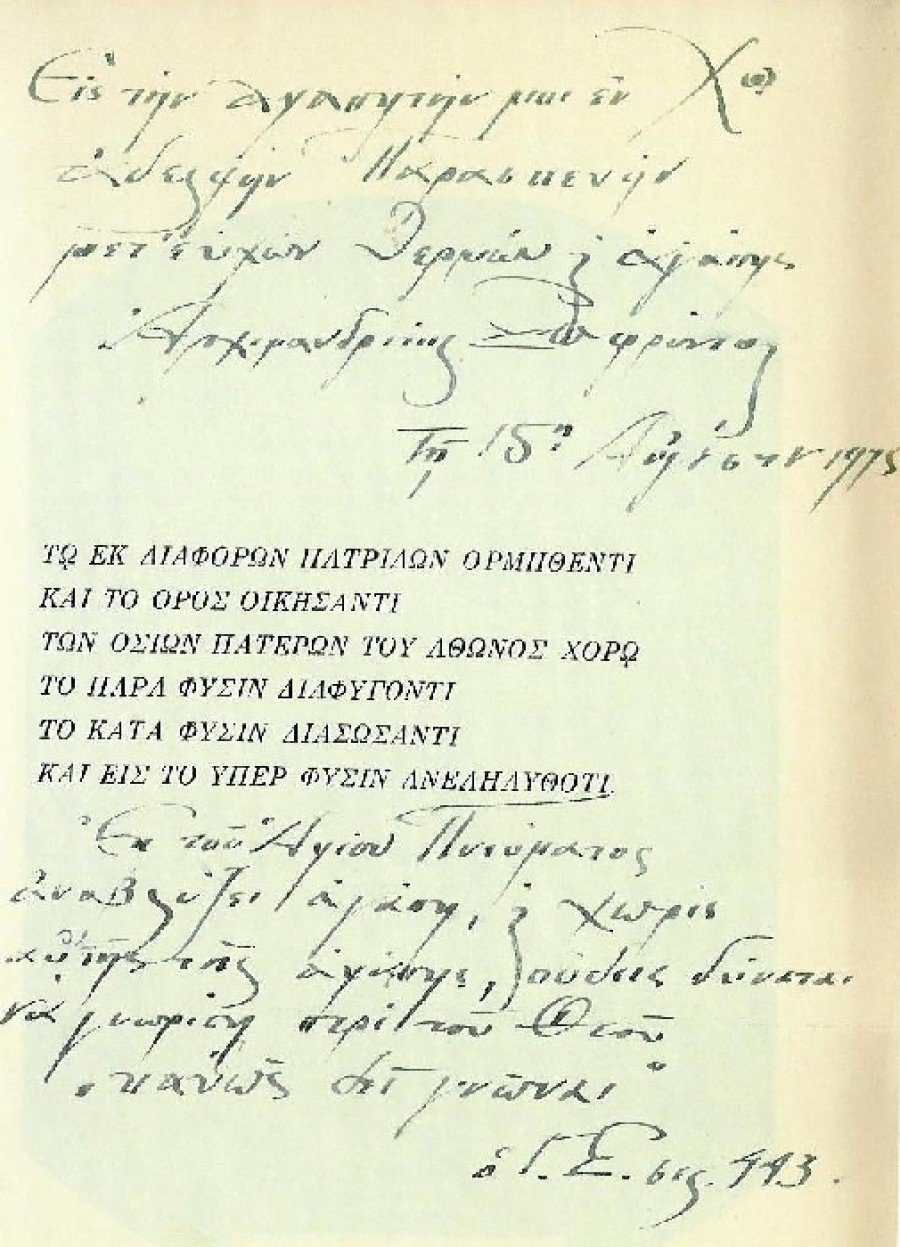 Εἰς τὴν ἀγαπητήν μοι ἐν Χῷ
ἀδελφὴν Παρασκευὴν
μετ' εὐχῶν θερμῶν ϗ ἀγάπης
Ἀρχιμανδρίτης Σωφρόνιος
Τῇ 15ῃ Αὐγούστου 1975
ΤΩͺ ΕΚ ΔΙΑΦΟΡΩΝ ΠΑΤΡΙΔΩΝ ΟΡΜΗΘΕΝΤΙ
ΚΑΙ ΤΟ ΟΡΟΣ ΟΙΚΗΣΑΝΤΙ
ΤΩΝ ΟΣΙΩΝ ΠΑΤΕΡΩΝ ΤΟΥ ΑΘΩΝΟΣ ΧΟΡΩͺ
ΤΟ ΠΑΡΑ ΦΥΣΙΝ ΔΙΑΦΥΓΟΝΤΙ
ΤΟ ΚΑΤΑ ΦΥΣΙΝ ΔΙΑΣΩΣΑΝΤΙ
ΚΑΙ ΕΙΣ ΤΟ ΥΠΕΡ ΦΥΣΙΝ ΑΝΕΛΗΛΥΘΟΤΙ
Ἐκ τοῦ Ἁγίου Πνεύματος
ἀναβλύζει ἀγάπη, ϗ χωρὶς
αὐτῆς τῆς ἀγάπης, οὐδεὶς δύναται
νὰ γνωρίσῃ περὶ τοῦ Θεοῦ
"καθὼς δεῖ γνῶναι"
ὁ Γ. Σ. σελ. 443.